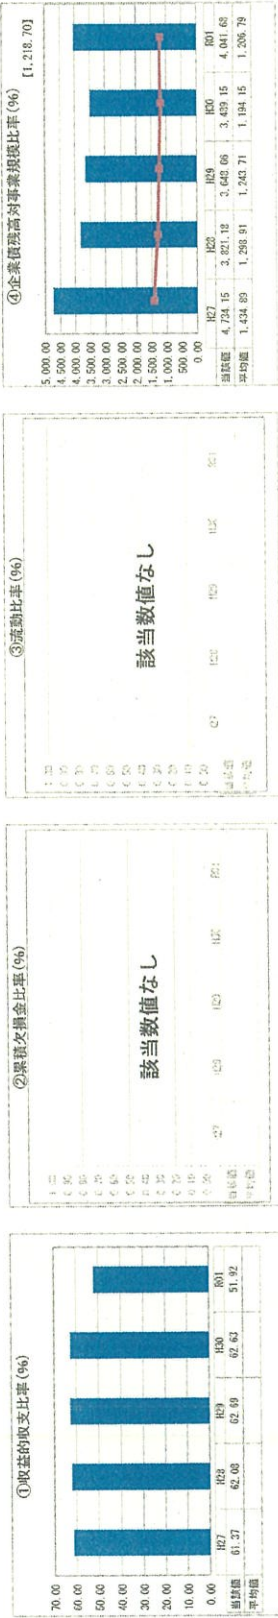 ①収益的収支比率(%)
70.00
60.00
50.00
40.00
30.00
20.00
10.00
0.00
H27 H28 H29 H30 R01
当該値 61.37 62.08 62.69 62.63 51.92
平均値
②累積欠損金比率(%)
該当数値なし
③流動比率(%)
該当数値なし
④企業債残高対事業規模比率(%)
[1,218.70]
5,000.00
4,500.00
4,000.00
3,500.00
3,000.00
2,500.00
2,000.00
1,500.00
1,000.00
500.00
0.00
H27 H28 H29 H30 R01
当該値 4,734.15 3,821.18 3,648.66 3,489.15 4,041.68
平均値 1,434.89 1,298.91 1,243.71 1,194.15 1,206.79